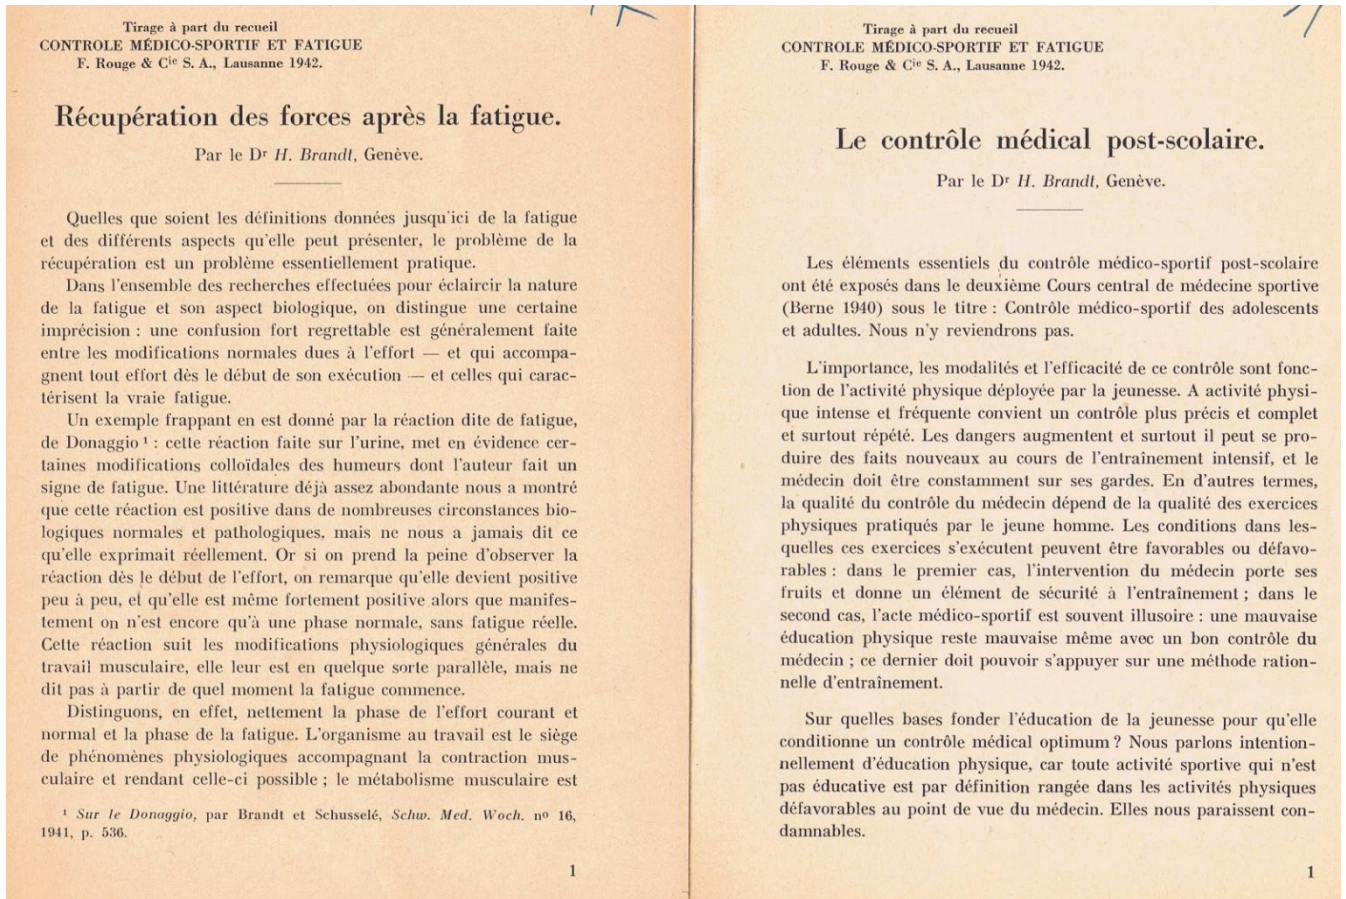 Tirage à part du recueil
CONTROLE MÉDICO-SPORTIF ET FATIGUE
F. Rouge & Cie S. A., Lausanne 1942.
Récupération des forces après la fatigue.
Par le Dr H. Brandt, Genève.
Quelles que soient les définitions données jusqu'ici de la fatigue
et des différents aspects qu'elle peut présenter, le problème de la
récupération est un problème essentiellement pratique.
Dans l'ensemble des recherches effectuées pour éclaircir la nature
de la fatigue et son aspect biologique, on distingue une certaine
imprécision : une confusion fort regrettable est généralement faite
entre les modifications normales dues à l'effort — et qui accompa-
gnent tout effort dès le début de son exécution — et celles qui carac-
térisent la vraie fatigue.
Un exemple frappant en est donné par la réaction dite de fatigue,
de Donaggio ¹ : cette réaction faite sur l'urine, met en évidence cer-
taines modifications colloïdales des humeurs dont l'auteur fait un
signe de fatigue. Une littérature déjà assez abondante nous a montré
que cette réaction est positive dans de nombreuses circonstances bio-
logiques normales et pathologiques, mais ne nous a jamais dit ce
qu'elle exprimait réellement. Or si on prend la peine d'observer la
réaction dès le début de l'effort, on remarque qu'elle devient positive
peu à peu, et qu'elle est même fortement positive alors que manifes-
tement on n'est encore qu'à une phase normale, sans fatigue réelle.
Cette réaction suit les modifications physiologiques générales du
travail musculaire, elle leur est en quelque sorte parallèle, mais ne
dit pas à partir de quel moment la fatigue commence.
Distinguons, en effet, nettement la phase de l'effort courant et
normal et la phase de la fatigue. L'organisme au travail est le siège
de phénomènes physiologiques accompagnant la contraction mus-
culaire et rendant celle-ci possible ; le métabolisme musculaire est
¹ Sur le Donaggio, par Brandt et Schusselé, Schw. Med. Woch. no 16,
1941, p. 536.
1
Tirage à part du recueil
CONTROLE MÉDICO-SPORTIF ET FATIGUE
F. Rouge & Cie S. A., Lausanne 1942.
Le contrôle médical post-scolaire.
Par le Dr H. Brandt, Genève.
Les éléments essentiels du contrôle médico-sportif post-scolaire
ont été exposés dans le deuxième Cours central de médecine sportive
(Berne 1940) sous le titre : Contrôle médico-sportif des adolescents
et adultes. Nous n'y reviendrons pas.
L'importance, les modalités et l'efficacité de ce contrôle sont fonc-
tion de l'activité physique déployée par la jeunesse. A activité physi-
que intense et fréquente convient un contrôle plus précis et complet
et surtout répété. Les dangers augmentent et surtout il peut se pro-
duire des faits nouveaux au cours de l'entraînement intensif, et le
médecin doit être constamment sur ses gardes. En d'autres termes,
la qualité du contrôle du médecin dépend de la qualité des exercices
physiques pratiqués par le jeune homme. Les conditions dans les-
quelles ces exercices s'exécutent peuvent être favorables ou défavo-
rables : dans le premier cas, l'intervention du médecin porte ses
fruits et donne un élément de sécurité à l'entraînement ; dans le
second cas, l'acte médico-sportif est souvent illusoire : une mauvaise
éducation physique reste mauvaise même avec un bon contrôle du
médecin ; ce dernier doit pouvoir s'appuyer sur une méthode ration-
nelle d'entraînement.
Sur quelles bases fonder l'éducation de la jeunesse pour qu'elle
conditionne un contrôle médical optimum ? Nous parlons intention-
nellement d'éducation physique, car toute activité sportive qui n'est
pas éducative est par définition rangée dans les activités physiques
défavorables au point de vue du médecin. Elles nous paraissent con-
damnables.
1